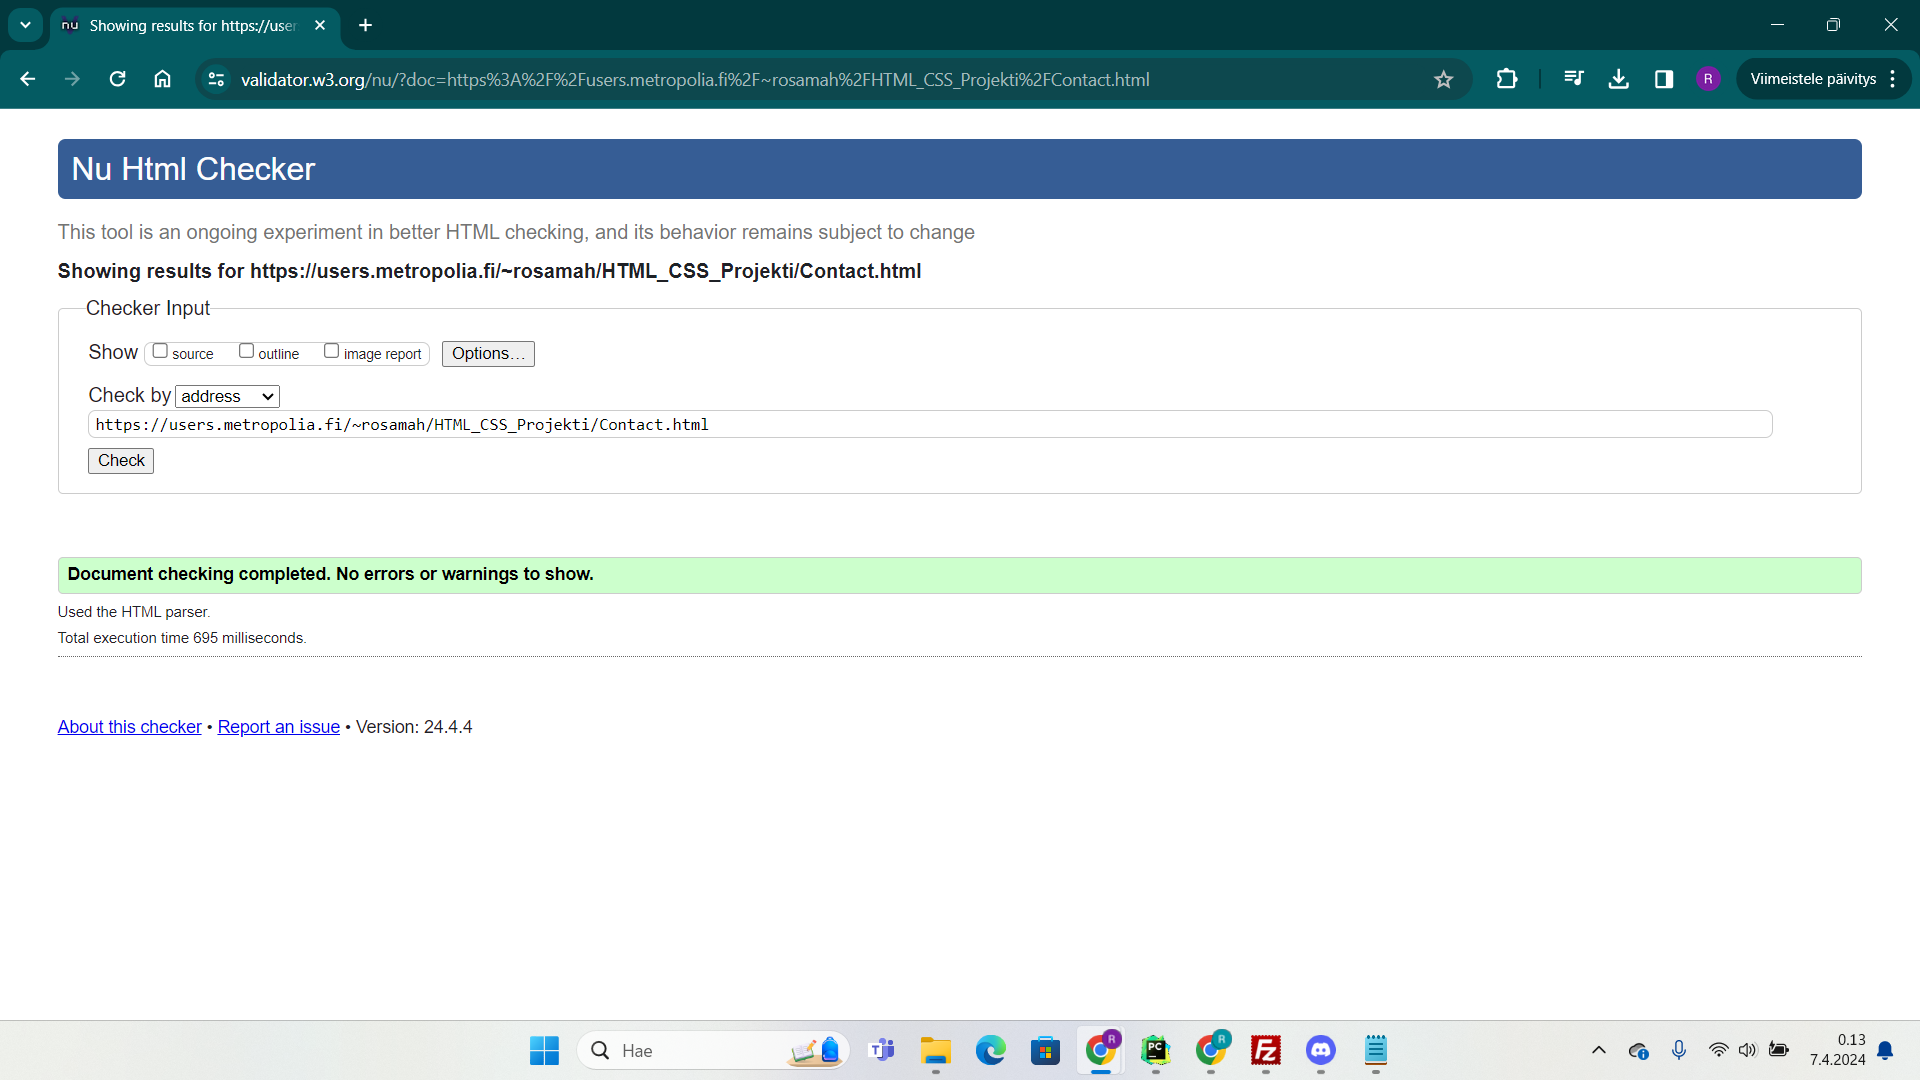 nu Showing results for https://user
validator.w3.org/nu/?doc=https%3A%2F%2Fusers.metropolia.fi%2F~rosamah%2FHTML_CSS_Projekti%2FContact.html
R
Viimeistele päivitys
Nu Html Checker
This tool is an ongoing experiment in better HTML checking, and its behavior remains subject to change
Showing results for https://users.metropolia.fi/~rosamah/HTML_CSS_Projekti/Contact.html
Checker Input
Show source outline image report Options…
Check by address
https://users.metropolia.fi/~rosamah/HTML_CSS_Projekti/Contact.html
Check
Document checking completed. No errors or warnings to show.
Used the HTML parser.
Total execution time 695 milliseconds.
About this checker • Report an issue • Version: 24.4.4
Hae
T
R
PC
R
FZ
0.13
7.4.2024